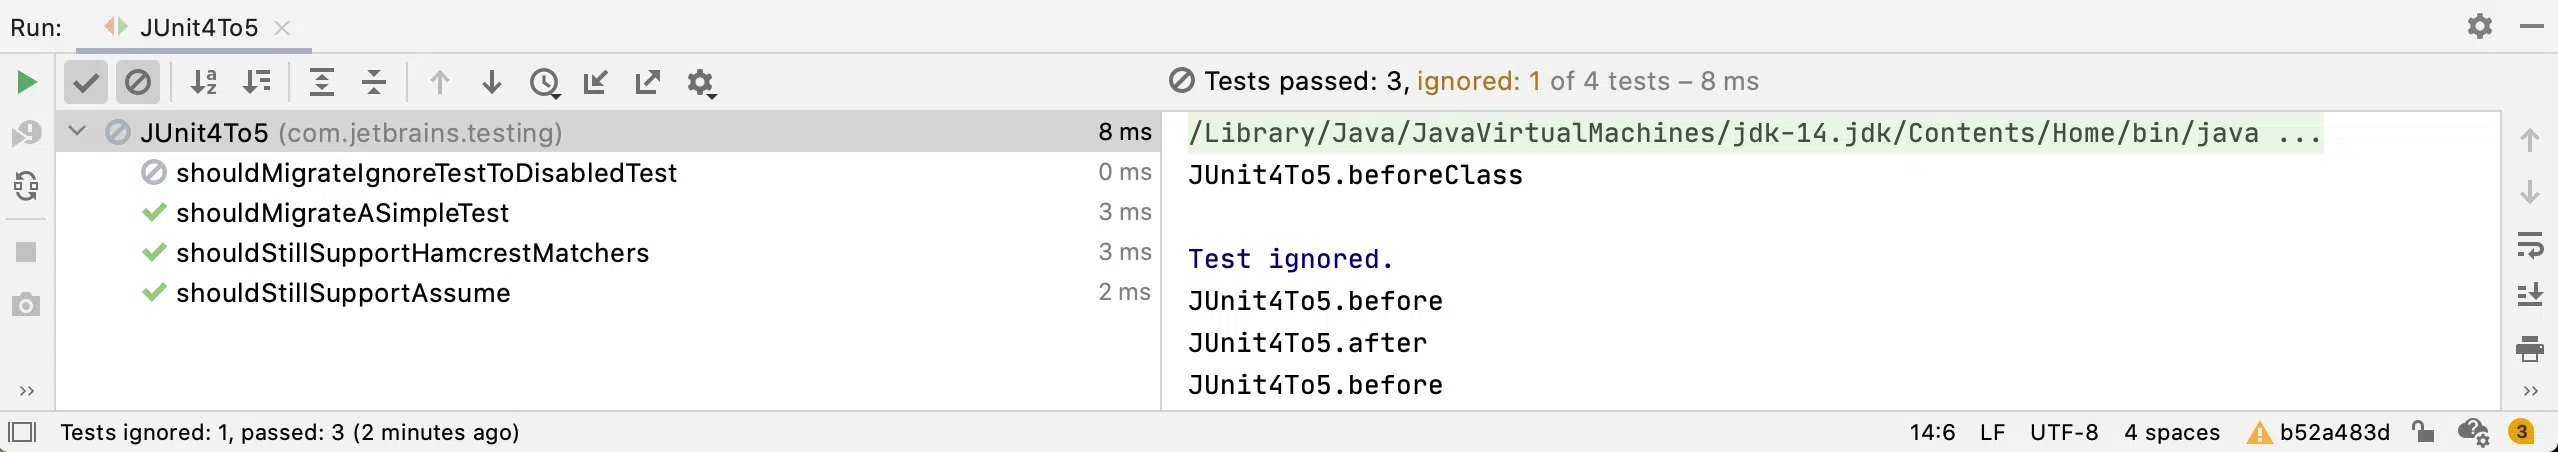 Run: JUnit4To5
Tests passed: 3, ignored: 1 of 4 tests – 8 ms
JUnit4To5 (com.jetbrains.testing) 8 ms
shouldMigrateIgnoreTestToDisabledTest 0 ms
shouldMigrateASimpleTest 3 ms
shouldStillSupportHamcrestMatchers 3 ms
shouldStillSupportAssume 2 ms
/Library/Java/JavaVirtualMachines/jdk-14.jdk/Contents/Home/bin/java ...
JUnit4To5.beforeClass
Test ignored.
JUnit4To5.before
JUnit4To5.after
JUnit4To5.before
Tests ignored: 1, passed: 3 (2 minutes ago) 14:6 LF UTF-8 4 spaces b52a483d 3